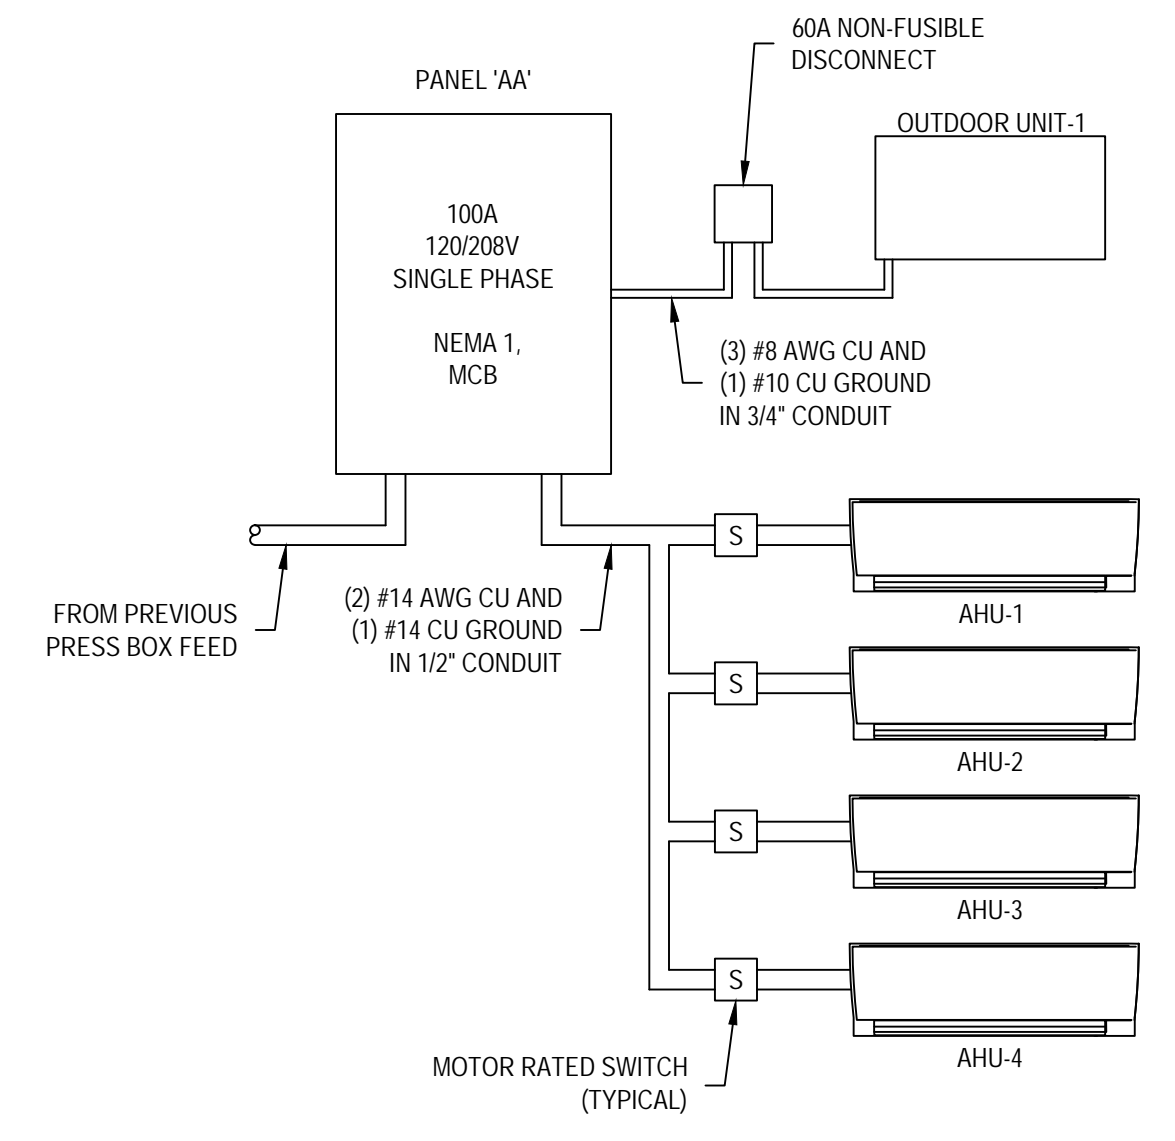 60A NON-FUSIBLE
DISCONNECT
PANEL 'AA'
OUTDOOR UNIT-1
100A
120/208V
SINGLE PHASE
NEMA 1,
MCB
(3) #8 AWG CU AND
(1) #10 CU GROUND
IN 3/4" CONDUIT
S
AHU-1
FROM PREVIOUS
PRESS BOX FEED
(2) #14 AWG CU AND
(1) #14 CU GROUND
IN 1/2" CONDUIT
S
AHU-2
S
AHU-3
S
AHU-4
MOTOR RATED SWITCH
(TYPICAL)